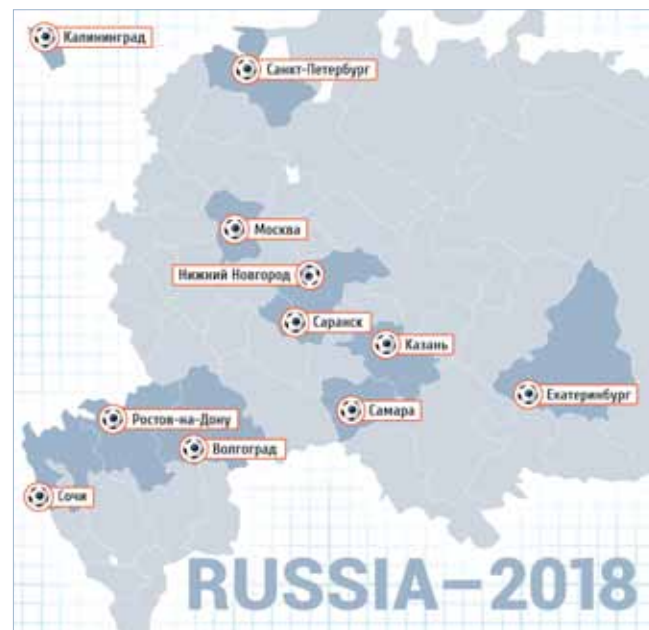 Калининград
Санкт-Петербург
Москва
Нижний Новгород
Саранск
Казань
Екатеринбург
Самара
Ростов-на-Дону
Волгоград
Сочи
RUSSIA–2018